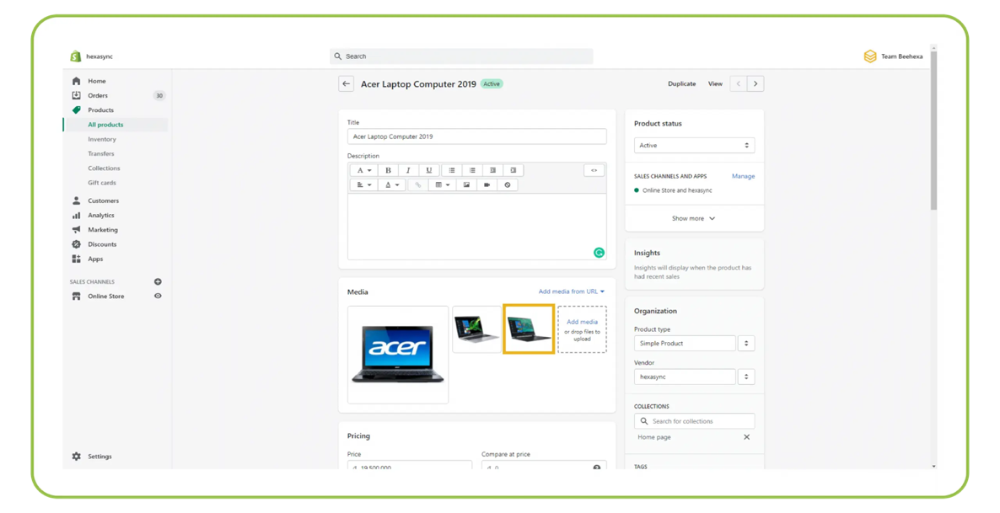 hexasync
Search
Team Beehexa
Home
Orders 30
Products
All products
Inventory
Transfers
Collections
Gift cards
Customers
Analytics
Marketing
Discounts
Apps
SALES CHANNELS
Online Store
Settings
Acer Laptop Computer 2019 Active
Duplicate View
Title
Acer Laptop Computer 2019
Description
A B I U <>
A
Media Add media from URL
acer
Add media
or drop files to
upload
Pricing
Price Compare at price
đ 19,500,000 đ 0
Product status
Active
SALES CHANNELS AND APPS Manage
Online Store and hexasync
Show more
Insights
Insights will display when the product has
had recent sales
Organization
Product type
Simple Product
Vendor
hexasync
COLLECTIONS
Search for collections
Home page
TAGS